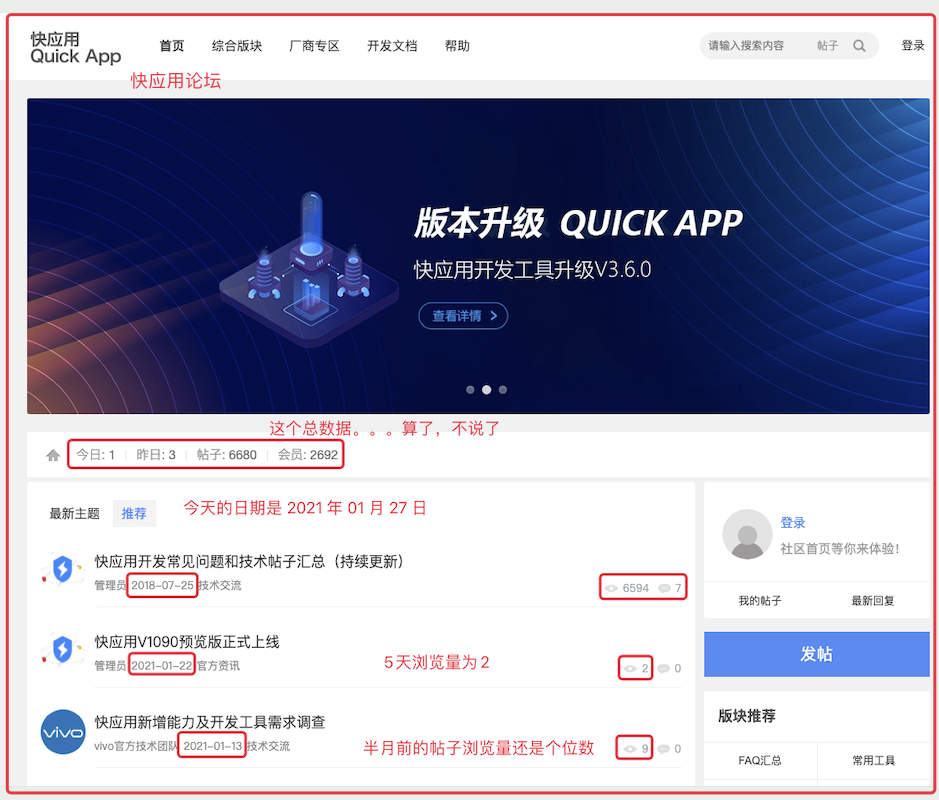 快应用
Quick App
首页 综合版块 厂商专区 开发文档 帮助
请输入搜索内容 帖子
登录
快应用论坛
版本升级 QUICK APP
快应用开发工具升级V3.6.0
查看详情 >
这个总数据。。。算了，不说了
今日: 1 | 昨日: 3 | 帖子: 6680 | 会员: 2692
最新主题 推荐
今天的日期是 2021 年 01 月 27 日
快应用开发常见问题和技术帖子汇总（持续更新）
管理员 2018-07-25 技术交流
6594 7
快应用V1090预览版正式上线
管理员 2021-01-22 官方资讯
5天浏览量为2
2 0
vivo
快应用新增能力及开发工具需求调查
vivo官方技术团队 2021-01-13 技术交流
半月前的帖子浏览量还是个位数
9 0
登录
社区首页等你来体验!
我的帖子 最新回复
发帖
版块推荐
FAQ汇总 常用工具